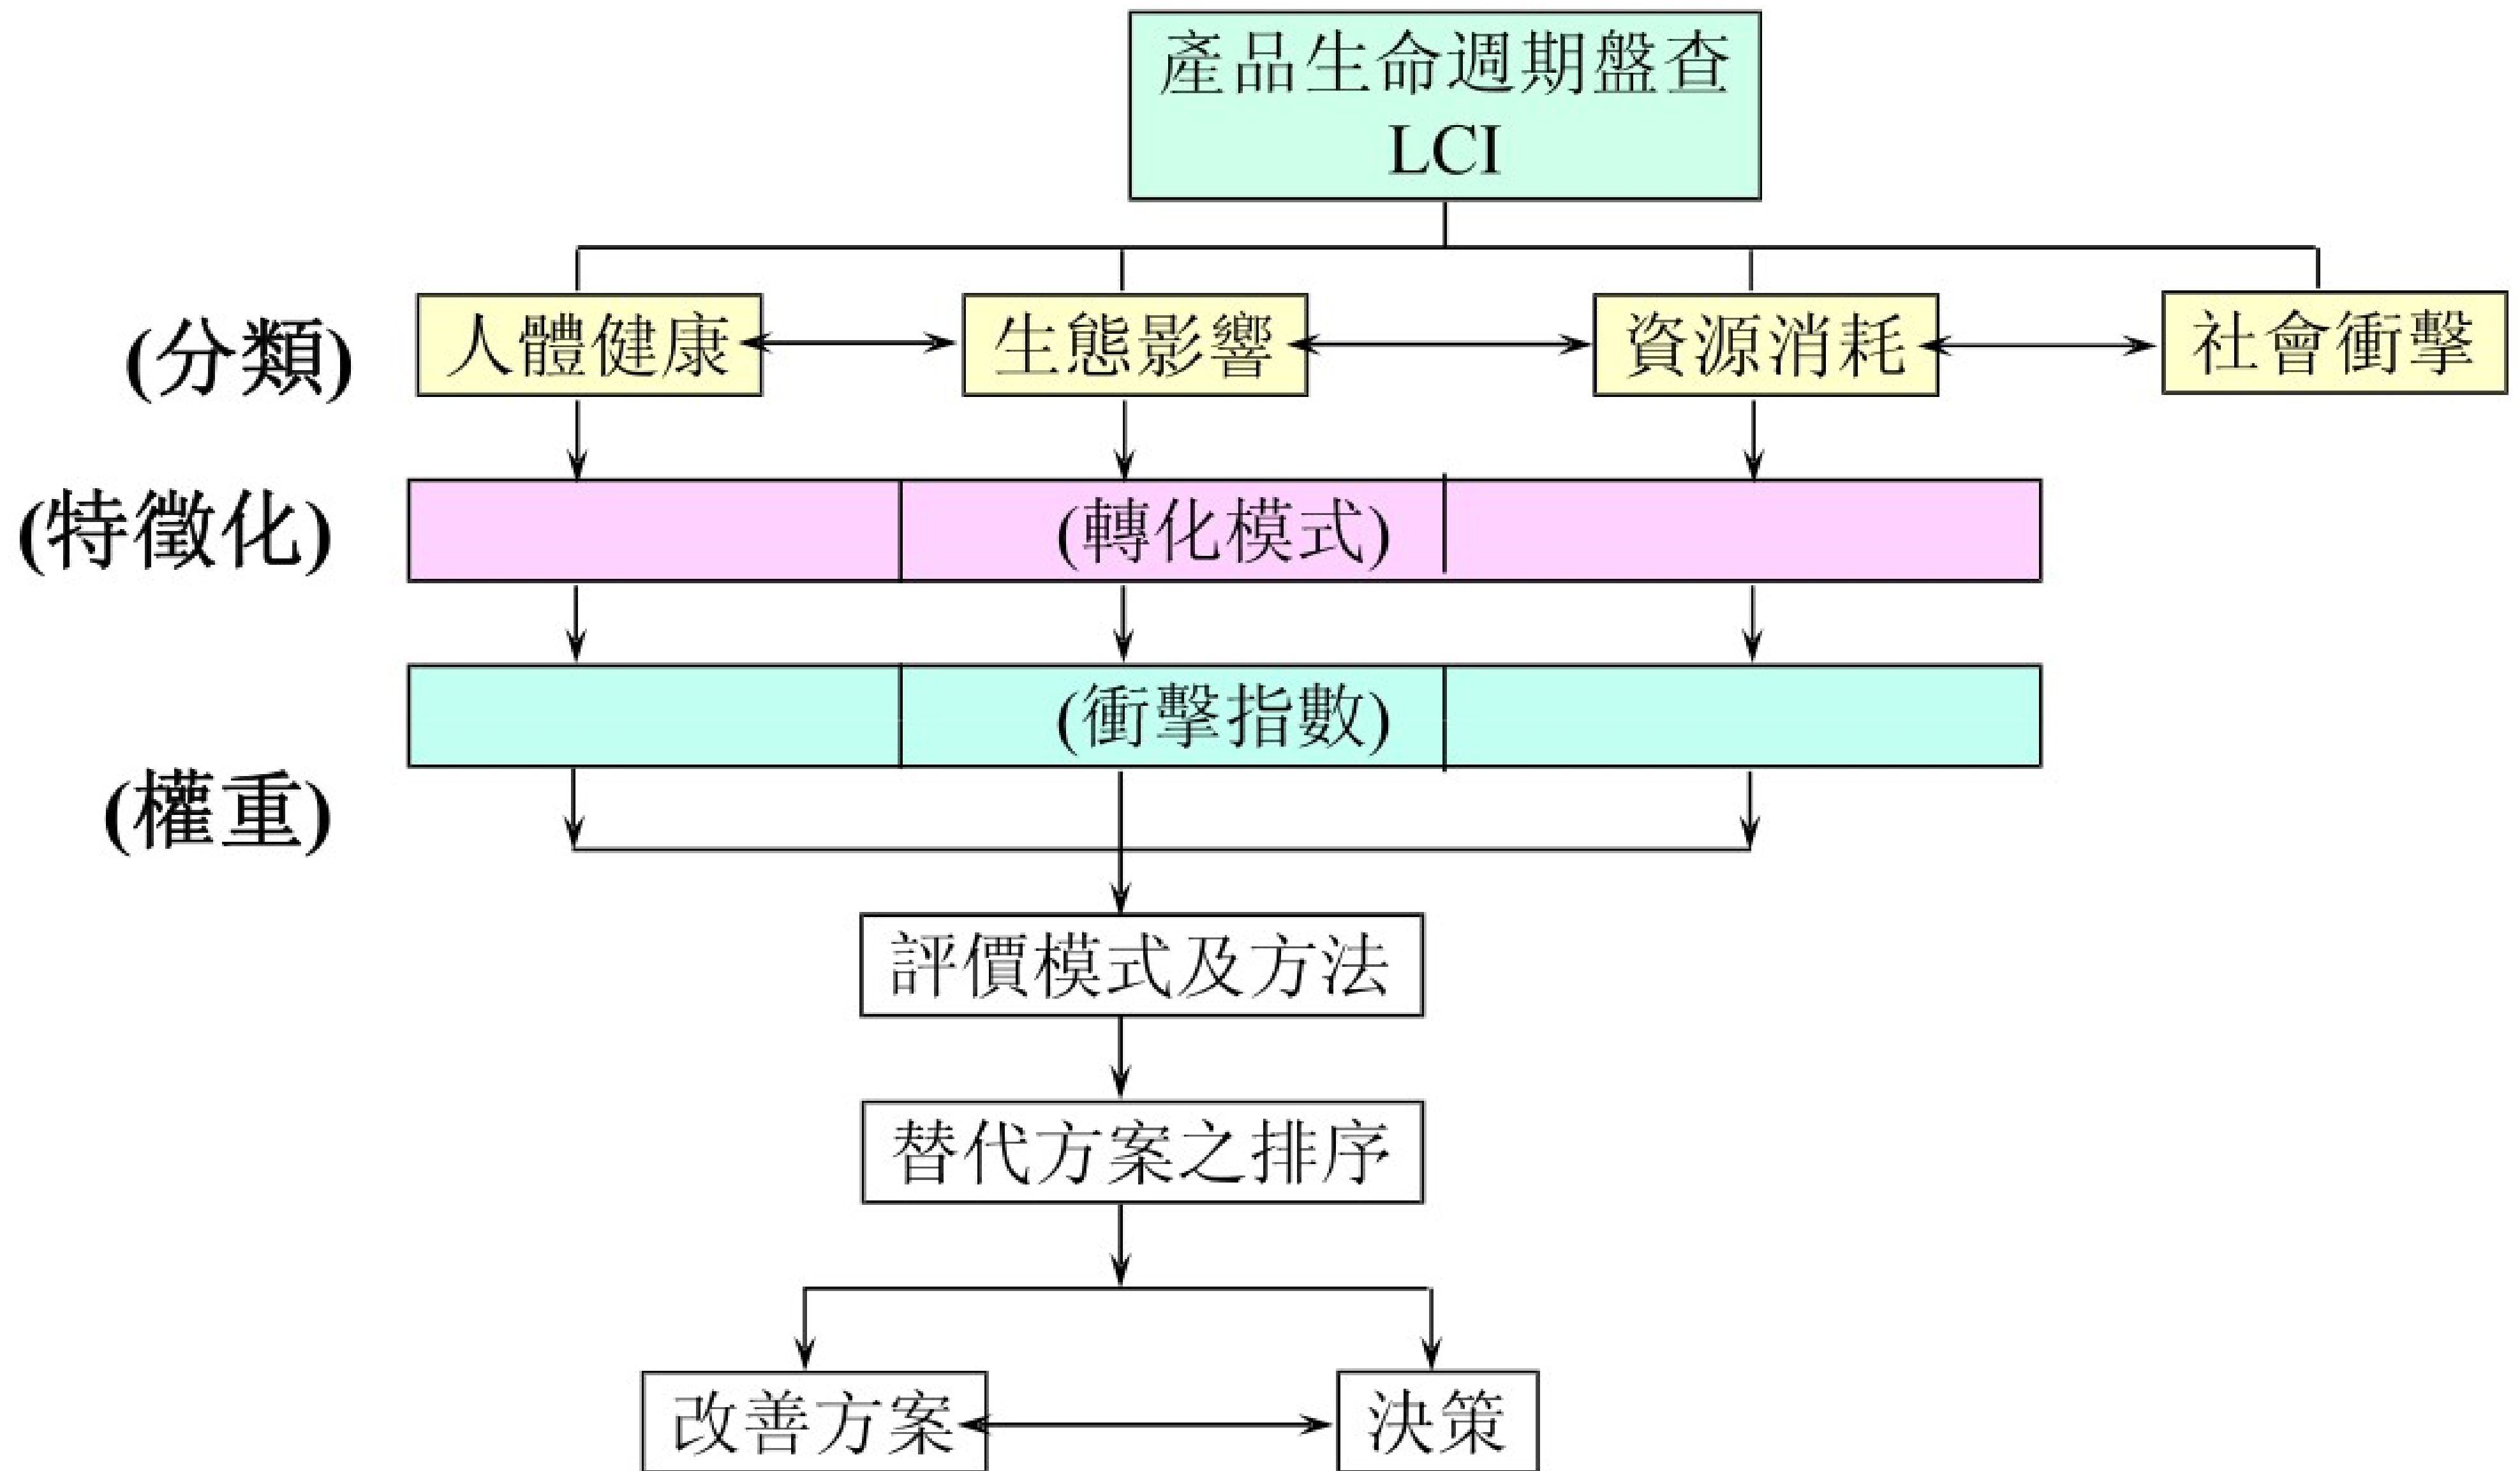 產品生命週期盤查
LCI
(分類)
人體健康
生態影響
資源消耗
社會衝擊
(特徵化)
(轉化模式)
(衝擊指數)
(權重)
評價模式及方法
替代方案之排序
改善方案
決策